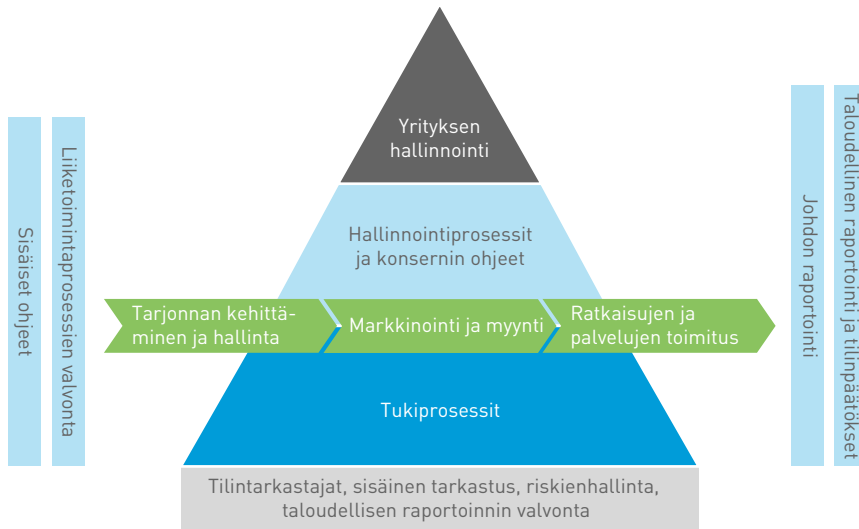 Yrityksen
hallinnointi
Hallinnointiprosessit
ja konsernin ohjeet
Sisäiset ohjeet
Liiketoimintaprosessien valvonta
Tarjonnan kehittä-
minen ja hallinta
Markkinointi ja myynti
Ratkaisujen ja
palvelujen toimitus
Johdon raportointi
Taloudellinen raportointi ja tilinpäätökset
Tukiprosessit
Tilintarkastajat, sisäinen tarkastus, riskienhallinta,
taloudellisen raportoinnin valvonta